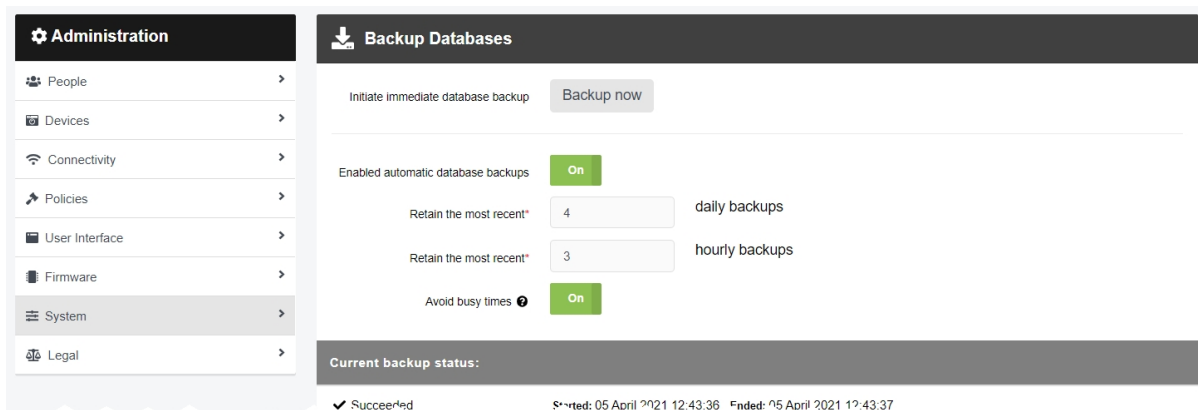 Administration
People
Devices
Connectivity
Policies
User Interface
Firmware
System
Legal
Backup Databases
Initiate immediate database backup Backup now
Enabled automatic database backups On
Retain the most recent* 4 daily backups
Retain the most recent* 3 hourly backups
Avoid busy times ? On
Current backup status:
Succeeded Started: 05 April 2021 12:43:36 Ended: 05 April 2021 12:43:37